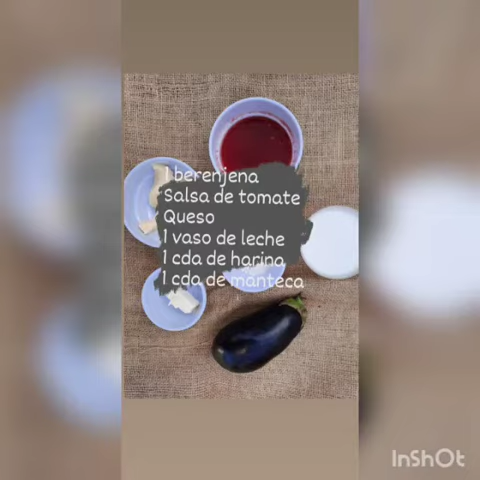 1 berenjena
Salsa de tomate
Queso
1 vaso de leche
1 cda de harina
1 cda de manteca
InShOt